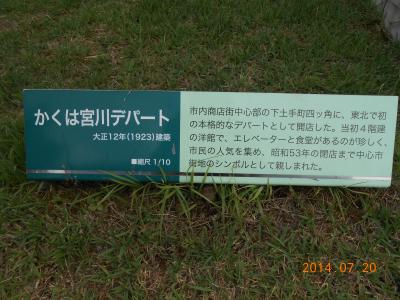 かくは宮川デパート
大正12年(1923)建築
■縮尺 1/10
市内商店街中心部の下土手町四ッ角に、東北で初
の本格的なデパートとして開店した。当初4階建
の洋館で、エレベーターと食堂があるのが珍しく、
市民の人気を集め、昭和53年の閉店まで中心市
街地のシンボルとして親しまれた。
2014.07.20